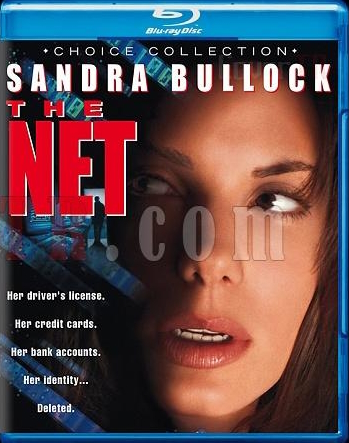 Blu-ray Disc
CHOICE COLLECTION
SANDRA BULLOCK
THE
NET
.com
Her driver's license.
Her credit cards.
Her bank accounts.
Her identity...
Deleted.